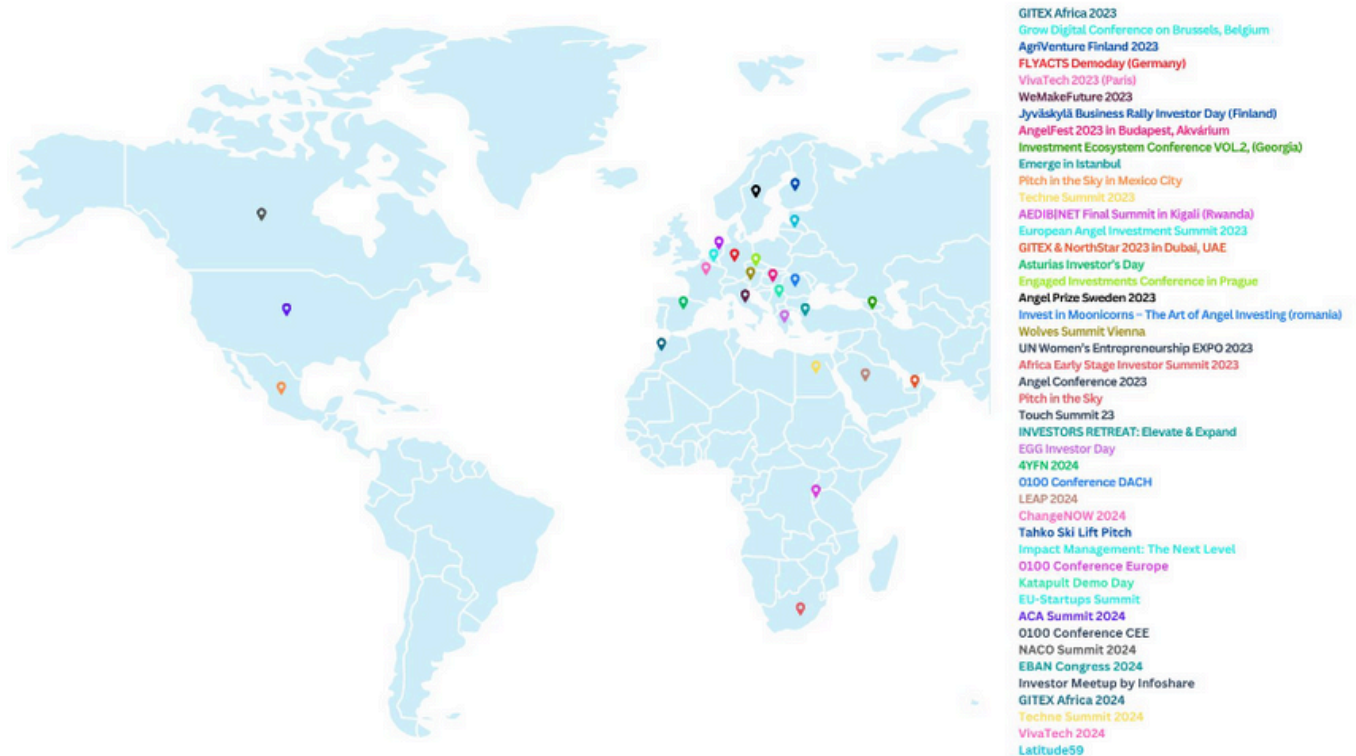 GITEX Africa 2023
Grow Digital Conference on Brussels, Belgium
AgriVenture Finland 2023
FLYACTS Demoday (Germany)
VivaTech 2023 (Paris)
WeMakeFuture 2023
Jyväskylä Business Rally Investor Day (Finland)
AngelFest 2023 in Budapest, Akvárium
Investment Ecosystem Conference VOL.2, (Georgia)
Emerge in Istanbul
Pitch in the Sky in Mexico City
Techne Summit 2023
AEDIB|NET Final Summit in Kigali (Rwanda)
European Angel Investment Summit 2023
GITEX & NorthStar 2023 in Dubai, UAE
Asturias Investor's Day
Engaged Investments Conference in Prague
Angel Prize Sweden 2023
Invest in Moonicorns – The Art of Angel Investing (romania)
Wolves Summit Vienna
UN Women's Entrepreneurship EXPO 2023
Africa Early Stage Investor Summit 2023
Angel Conference 2023
Pitch in the Sky
Touch Summit 23
INVESTORS RETREAT: Elevate & Expand
EGG Investor Day
4YFN 2024
0100 Conference DACH
LEAP 2024
ChangeNOW 2024
Tahko Ski Lift Pitch
Impact Management: The Next Level
0100 Conference Europe
Katapult Demo Day
EU-Startups Summit
ACA Summit 2024
0100 Conference CEE
NACO Summit 2024
EBAN Congress 2024
Investor Meetup by Infoshare
GITEX Africa 2024
Techne Summit 2024
VivaTech 2024
Latitude59